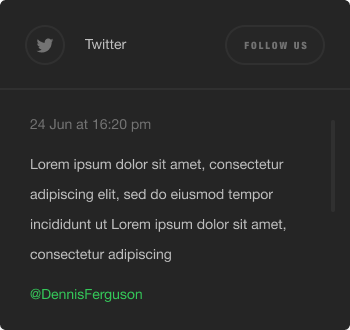 Twitter
FOLLOW US
24 Jun at 16:20 pm
Lorem ipsum dolor sit amet, consectetur
adipiscing elit, sed do eiusmod tempor
incididunt ut Lorem ipsum dolor sit amet,
consectetur adipiscing
@DennisFerguson